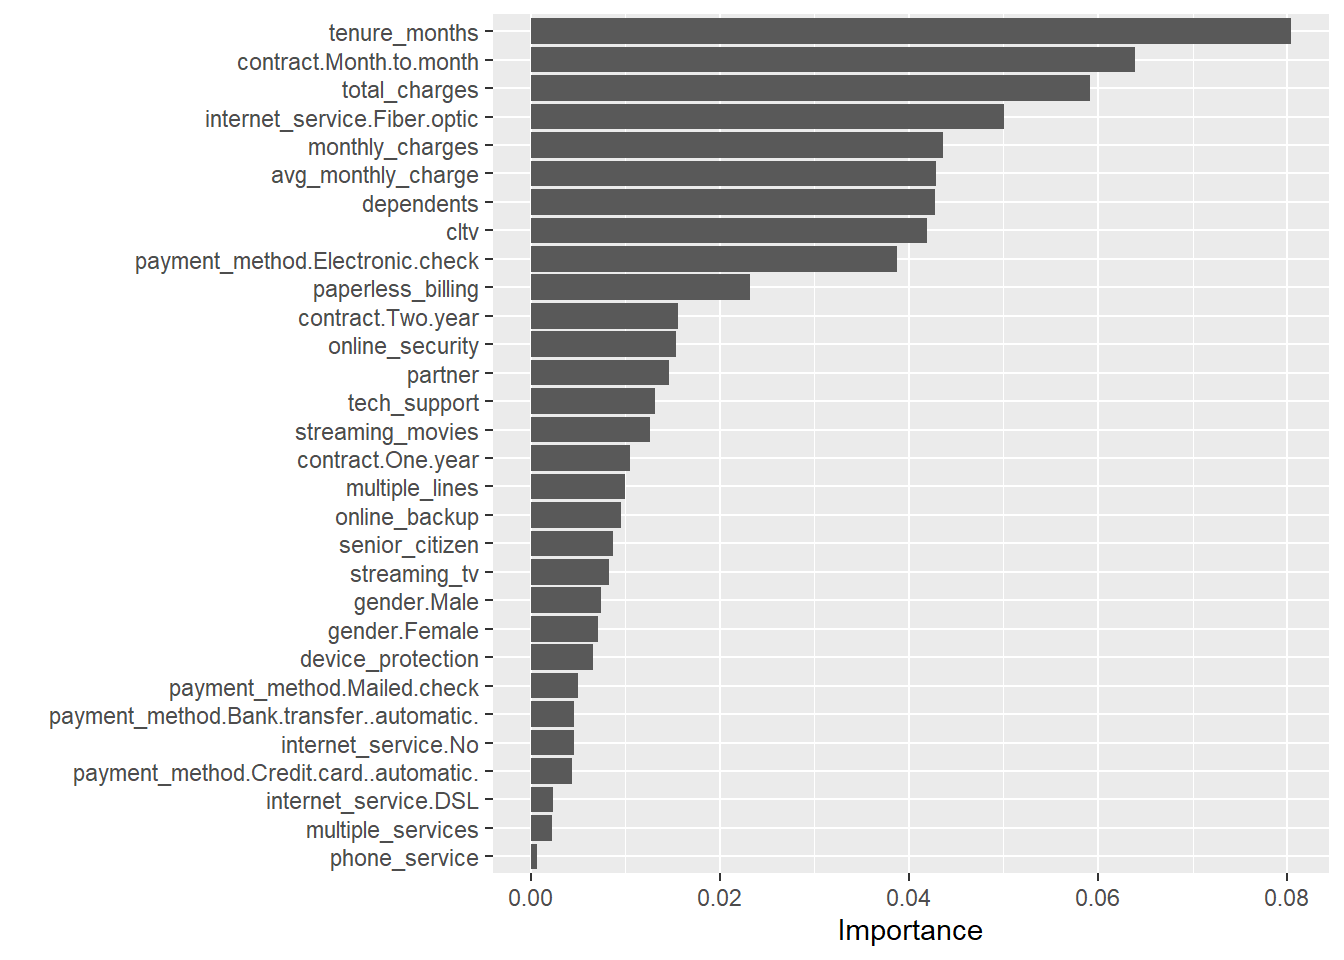 tenure_months
contract.Month.to.month
total_charges
internet_service.Fiber.optic
monthly_charges
avg_monthly_charge
dependents
cltv
payment_method.Electronic.check
paperless_billing
contract.Two.year
online_security
partner
tech_support
streaming_movies
contract.One.year
multiple_lines
online_backup
senior_citizen
streaming_tv
gender.Male
gender.Female
device_protection
payment_method.Mailed.check
payment_method.Bank.transfer..automatic.
internet_service.No
payment_method.Credit.card..automatic.
internet_service.DSL
multiple_services
phone_service
0.00 0.02 0.04 0.06 0.08
Importance